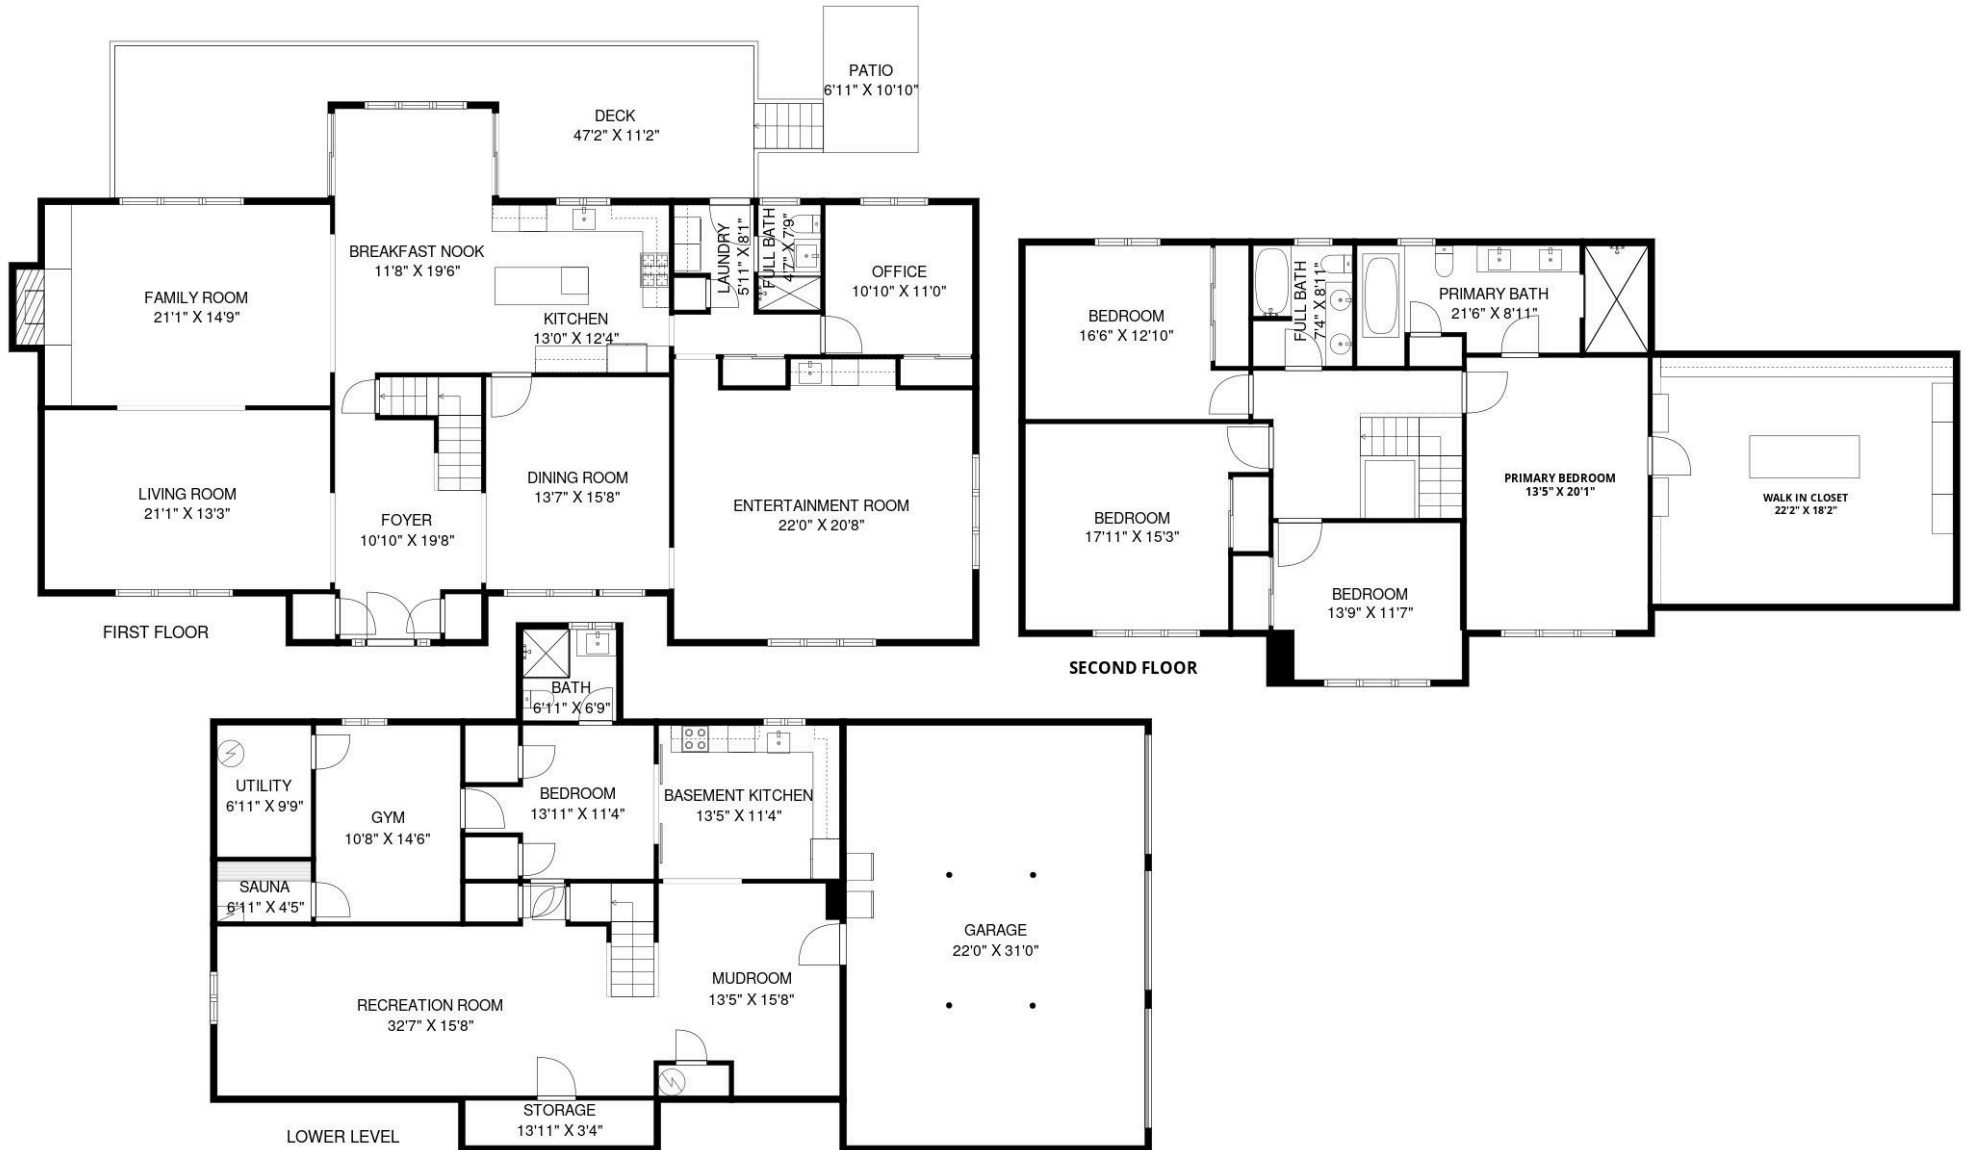 PATIO
6'11" X 10'10"
DECK
47'2" X 11'2"
BREAKFAST NOOK
11'8" X 19'6"
FAMILY ROOM
21'1" X 14'9"
KITCHEN
13'0" X 12'4"
LAUNDRY
5'11" X 8'1"
FULL BATH
4'7" X 7'9"
OFFICE
10'10" X 11'0"
LIVING ROOM
21'1" X 13'3"
FOYER
10'10" X 19'8"
DINING ROOM
13'7" X 15'8"
ENTERTAINMENT ROOM
22'0" X 20'8"
FIRST FLOOR
BEDROOM
16'6" X 12'10"
FULL BATH
7'4" X 8'11"
PRIMARY BATH
21'6" X 8'11"
BEDROOM
17'11" X 15'3"
BEDROOM
13'9" X 11'7"
PRIMARY BEDROOM
13'5" X 20'1"
WALK IN CLOSET
22'2" X 18'2"
SECOND FLOOR
BATH
6'11" X 6'9"
UTILITY
6'11" X 9'9"
GYM
10'8" X 14'6"
BEDROOM
13'11" X 11'4"
BASEMENT KITCHEN
13'5" X 11'4"
SAUNA
6'11" X 4'5"
RECREATION ROOM
32'7" X 15'8"
MUDROOM
13'5" X 15'8"
GARAGE
22'0" X 31'0"
STORAGE
13'11" X 3'4"
LOWER LEVEL